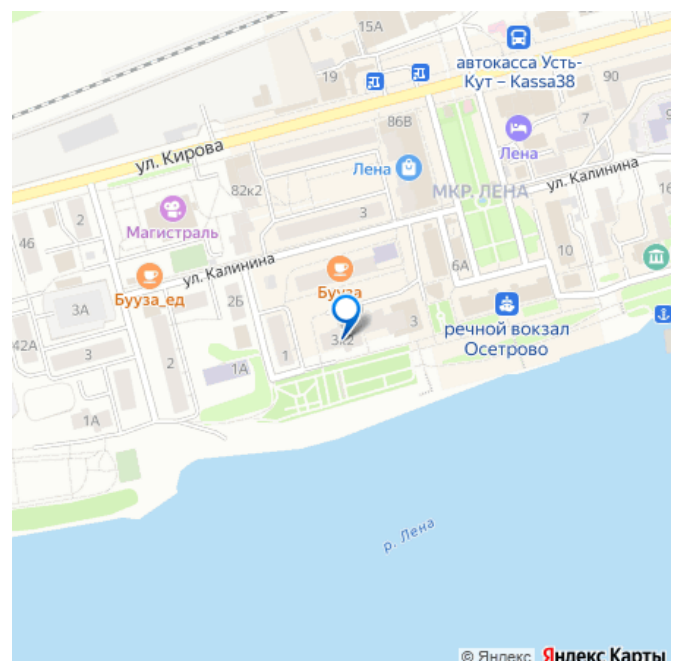 15А
автокасса Усть-
Кут – Kassa38
19
90
86В
7
ул. Кирова
Лена
Лена
82к2
МКР. ЛЕНА
ул. Калинина
3
2
Магистраль
46
16
ул. Калинина
6А
10
Бууза
Бууза_ед
2Б
3А
речной вокзал
Осетрово
3
3к2
42А
3
1
2
1А
1А
р. Лена
© Яндекс Яндекс Карты